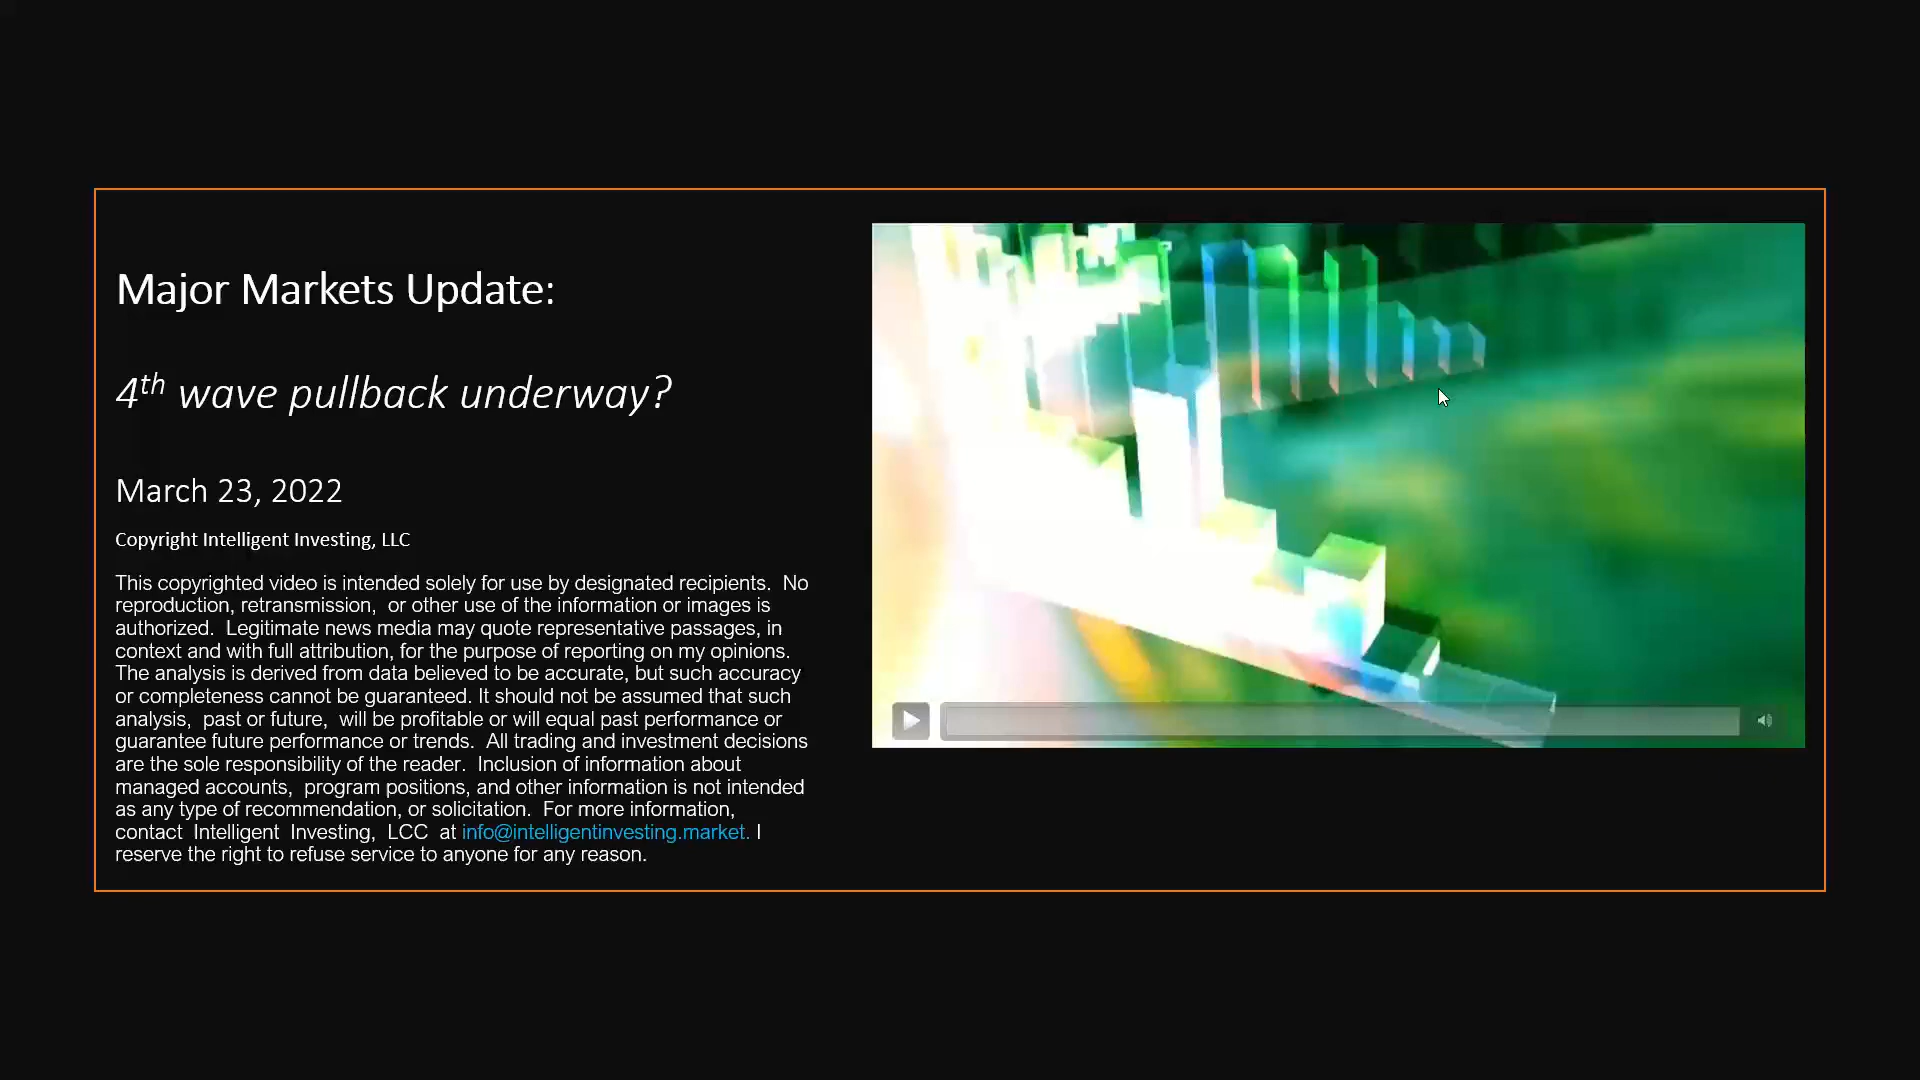 Major Markets Update:
4th wave pullback underway?
March 23, 2022
Copyright Intelligent Investing, LLC
This copyrighted video is intended solely for use by designated recipients.  No
reproduction, retransmission,  or other use of the information or images is
authorized.  Legitimate news media may quote representative passages, in
context and with full attribution, for the purpose of reporting on my opinions.
The analysis is derived from data believed to be accurate, but such accuracy
or completeness cannot be guaranteed. It should not be assumed that such
analysis,  past or future,  will be profitable or will equal past performance or
guarantee future performance or trends.  All trading and investment decisions
are the sole responsibility of the reader.  Inclusion of information about
managed accounts,  program positions, and other information is not intended
as any type of recommendation, or solicitation.  For more information,
contact  Intelligent  Investing,  LCC  at info@intelligentinvesting.market. I
reserve the right to refuse service to anyone for any reason.